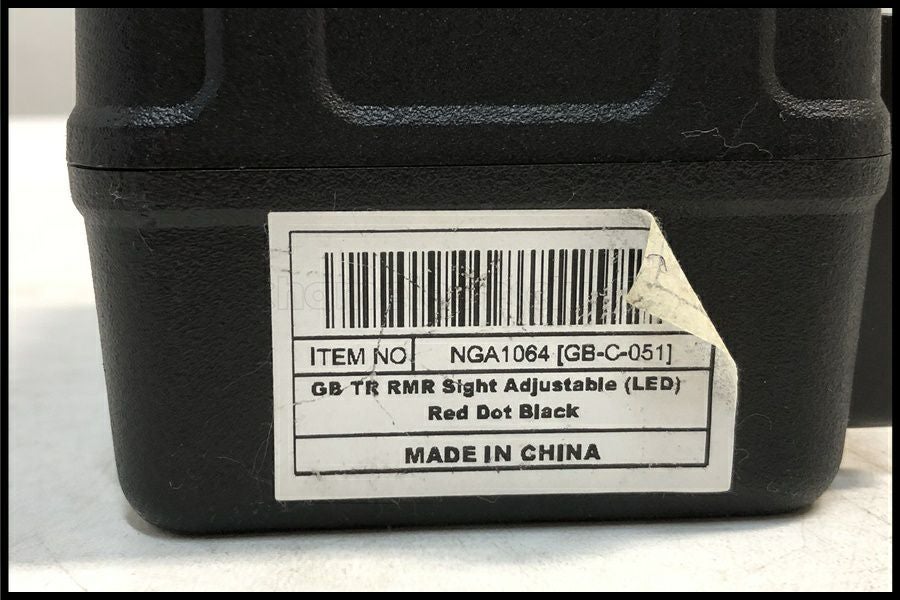 ITEM NO
NGA1064 [GB-C-051]
GB TR RMR Sight Adjustable (LED)
Red Dot Black
MADE IN CHINA